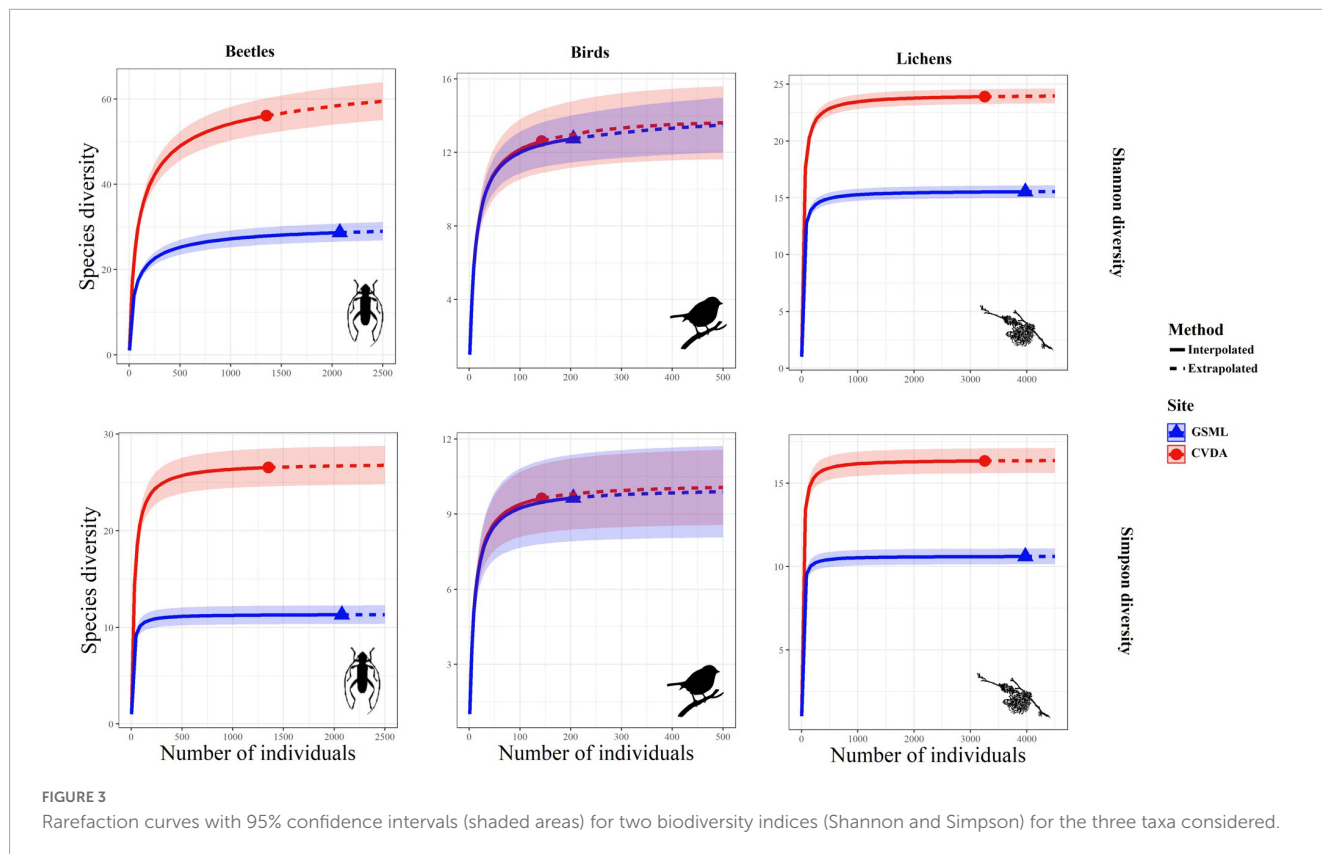 Beetles
Birds
Lichens
Species diversity
60
40
20
0
0 500 1000 1500 2000 2500
16
12
8
4
0 100 200 300 400 500
25
20
15
10
5
0
0 1000 2000 3000 4000
Shannon diversity
Method
Interpolated
Extrapolated
Site
GSML
CVDA
Species diversity
30
20
10
0
0 500 1000 1500 2000 2500
Number of individuals
12
9
6
3
0 100 200 300 400 500
Number of individuals
15
10
5
0 1000 2000 3000 4000
Number of individuals
Simpson diversity
FIGURE 3
Rarefaction curves with 95% confidence intervals (shaded areas) for two biodiversity indices (Shannon and Simpson) for the three taxa considered.